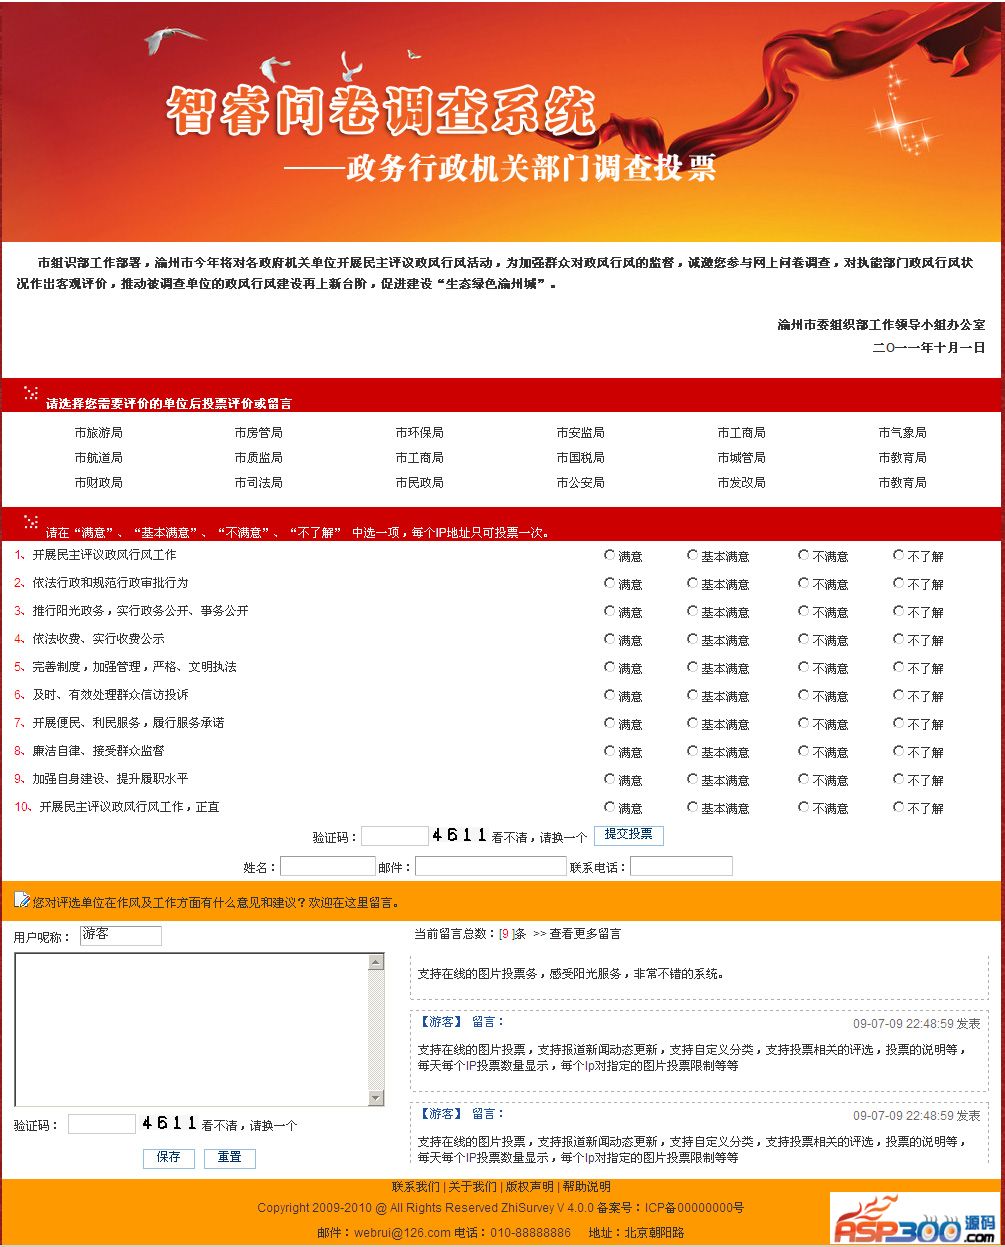 智睿问卷调查系统
——政务行政机关部门调查投票
市组识部工作部署，渝州市今年将对各政府机关单位开展民主评议政风行风活动，为加强群众对政风行风的监督，诚邀您参与网上问卷调查，对执能部门政风行风状
况作出客观评价，推动被调查单位的政风行风建设再上新台阶，促进建设“生态绿色渝州城”。
渝州市委组织部工作领导小组办公室
二〇一一年十月一日
请选择您需要评价的单位后投票评价或留言
市旅游局 市房管局 市环保局 市安监局 市工商局 市气象局
市航道局 市质监局 市工商局 市国税局 市城管局 市教育局
市财政局 市司法局 市民政局 市公安局 市发改局 市教育局
请在“满意”、“基本满意”、“不满意”、“不了解” 中选一项，每个IP地址只可投票一次。
1、开展民主评议政风行风工作 满意 基本满意 不满意 不了解
2、依法行政和规范行政审批行为 满意 基本满意 不满意 不了解
3、推行阳光政务，实行政务公开、事务公开 满意 基本满意 不满意 不了解
4、依法收费、实行收费公示 满意 基本满意 不满意 不了解
5、完善制度，加强管理，严格、文明执法 满意 基本满意 不满意 不了解
6、及时、有效处理群众信访投诉 满意 基本满意 不满意 不了解
7、开展便民、利民服务，履行服务承诺 满意 基本满意 不满意 不了解
8、廉洁自律、接受群众监督 满意 基本满意 不满意 不了解
9、加强自身建设、提升履职水平 满意 基本满意 不满意 不了解
10、开展民主评议政风行风工作，正直 满意 基本满意 不满意 不了解
验证码： 4611 看不清，请换一个 提交投票
姓名： 邮件： 联系电话：
您对评选单位在作风及工作方面有什么意见和建议？欢迎在这里留言。
用户昵称： 游客
验证码： 4611 看不清，请换一个
保存 重置
当前留言总数：[9 ]条 >> 查看更多留言
支持在线的图片投票务，感受阳光服务，非常不错的系统。
【游客】 留言： 09-07-09 22:48:59 发表
支持在线的图片投票，支持报道新闻动态更新，支持自定义分类，支持投票相关的评选，投票的说明等，
每天每个IP投票数量显示，每个Ip对指定的图片投票限制等等
【游客】 留言： 09-07-09 22:48:59 发表
支持在线的图片投票，支持报道新闻动态更新，支持自定义分类，支持投票相关的评选，投票的说明等，
每天每个IP投票数量显示，每个Ip对指定的图片投票限制等等
联系我们 | 关于我们 | 版权声明 | 帮助说明
Copyright 2009-2010 @ All Rights Reserved ZhiSurvey V 4.0.0 备案号：ICP备00000000号
邮件：webrui@126.com 电话：010-88888886 地址：北京朝阳路
ASP300源码.com